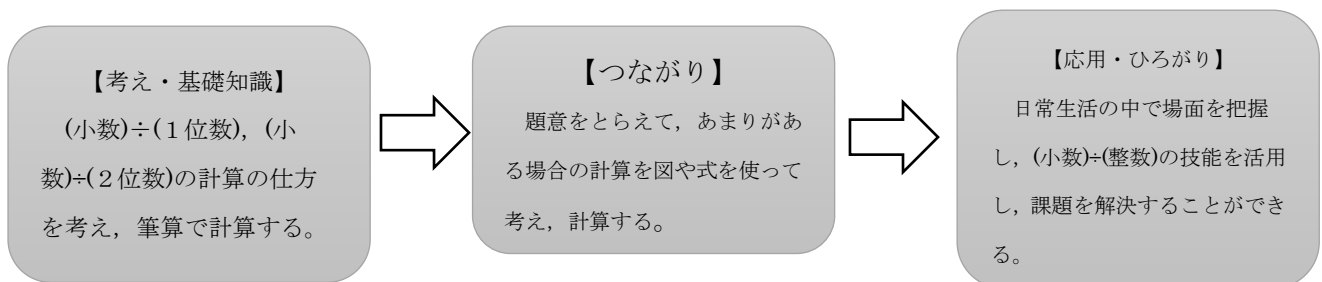 【考え・基礎知識】
(小数)÷(１位数)，(小
数)÷(２位数)の計算の仕方
を考え，筆算で計算する。
【つながり】
題意をとらえて，あまりがあ
る場合の計算を図や式を使って
考え，計算する。
【応用・ひろがり】
日常生活の中で場面を把握
し，(小数)÷(整数)の技能を活用
し，課題を解決することができ
る。